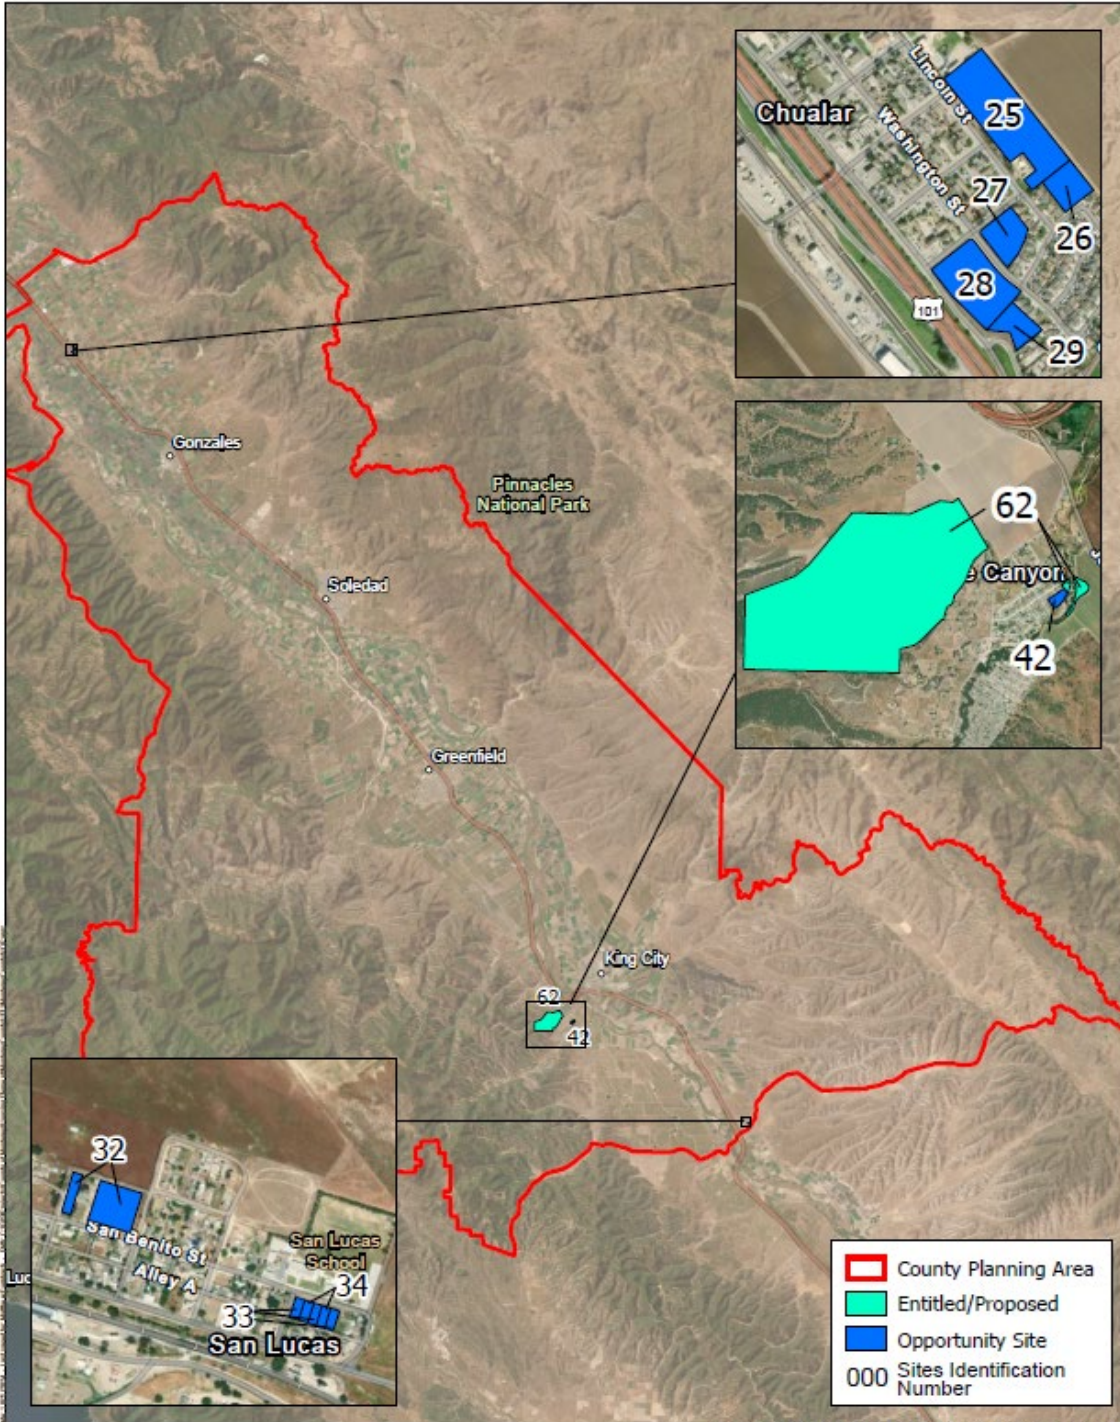 Lincoln St
25
Chualar
Washington St
27
26
28
101
29
Gonzales
Pinnacles
National Park
62
e Canyon
42
Soledad
Greenfield
King City
62
42
32
San Benito St
Alley A
San Lucas
School
34
33
San Lucas
Luc
County Planning Area
Entitled/Proposed
Opportunity Site
000 Sites Identification
Number